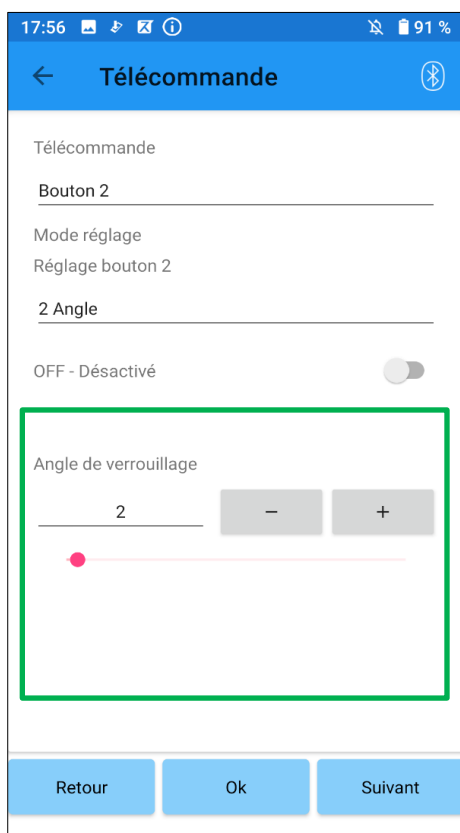 17:56 91 %
Télécommande
Télécommande
Bouton 2
Mode réglage
Réglage bouton 2
2 Angle
OFF - Désactivé
Angle de verrouillage
2 − +
Retour Ok Suivant